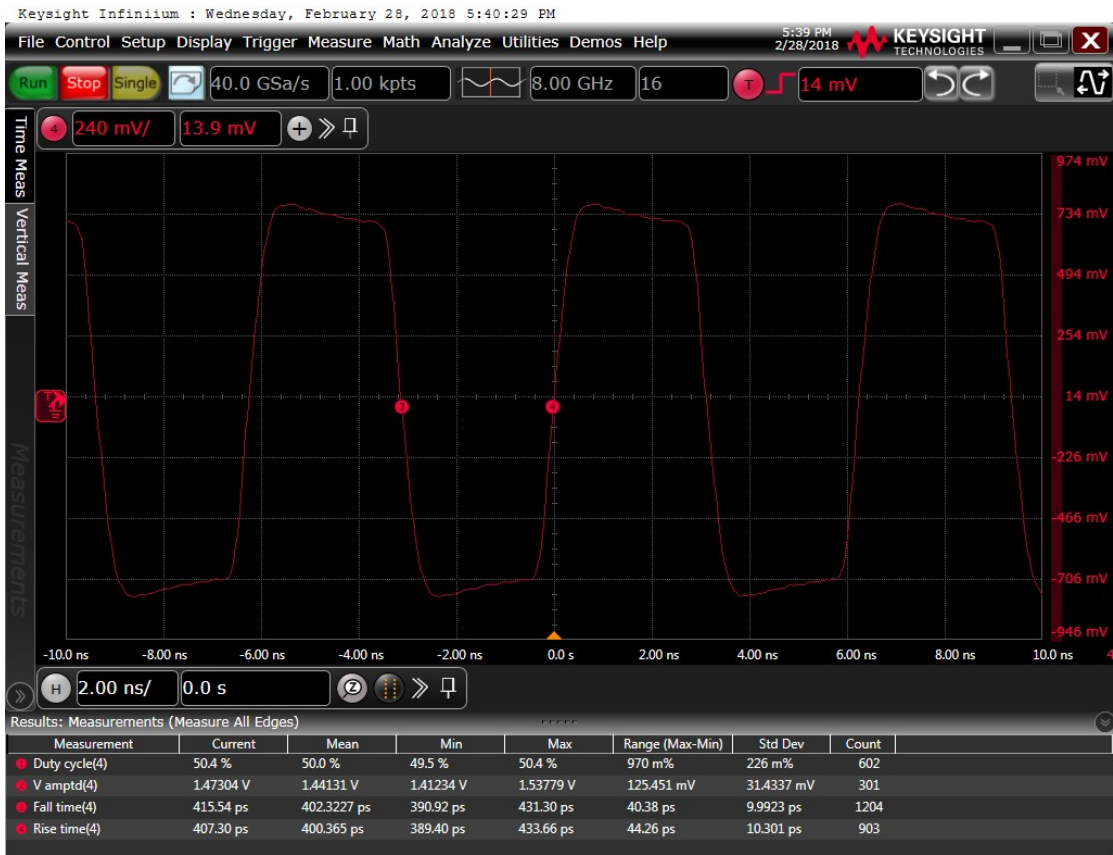 Keysight Infiniium : Wednesday, February 28, 2018 5:40:29 PM
File Control Setup Display Trigger Measure Math Analyze Utilities Demos Help
5:39 PM
2/28/2018
KEYSIGHT
TECHNOLOGIES
X
Run Stop Single 40.0 GSa/s 1.00 kpts 8.00 GHz 16 T 14 mV
4 240 mV/ 13.9 mV +
Time Meas
Vertical Meas
Measurements
974 mV
734 mV
494 mV
254 mV
14 mV
-226 mV
-466 mV
-706 mV
-946 mV
T
3 4
-10.0 ns -8.00 ns -6.00 ns -4.00 ns -2.00 ns 0.0 s 2.00 ns 4.00 ns 6.00 ns 8.00 ns 10.0 ns 4
H 2.00 ns/ 0.0 s Z
Results: Measurements (Measure All Edges)
Measurement Current Mean Min Max Range (Max-Min) Std Dev Count
1 Duty cycle(4) 50.4 % 50.0 % 49.5 % 50.4 % 970 m% 226 m% 602
2 V amptd(4) 1.47304 V 1.44131 V 1.41234 V 1.53779 V 125.451 mV 31.4337 mV 301
3 Fall time(4) 415.54 ps 402.3227 ps 390.92 ps 431.30 ps 40.38 ps 9.9923 ps 1204
4 Rise time(4) 407.30 ps 400.365 ps 389.40 ps 433.66 ps 44.26 ps 10.301 ps 903